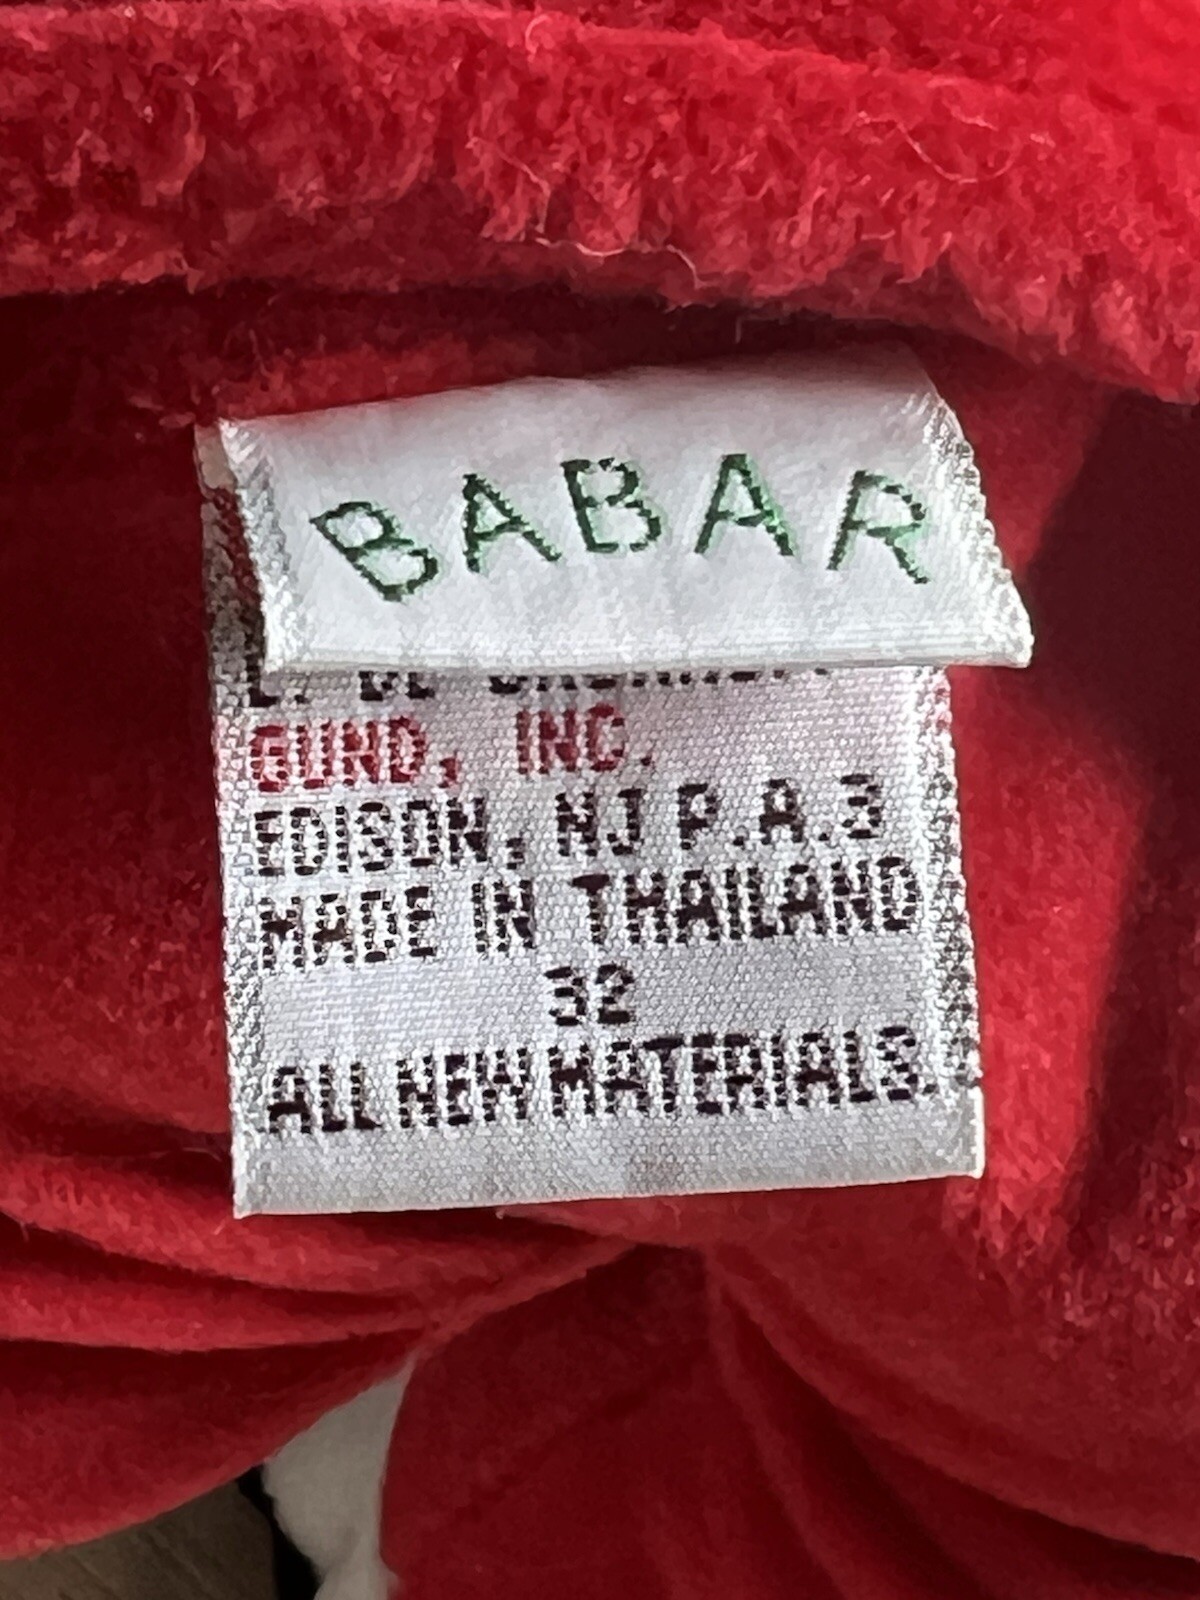 BABAR
GUND, INC.
EDISON, NJ P.A.3
MADE IN THAILAND
32
ALL NEW MATERIALS.